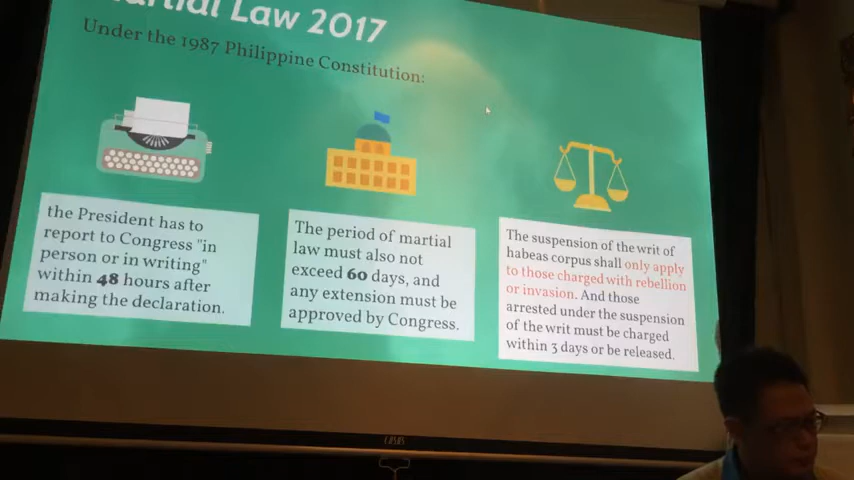 Martial Law 2017
Under the 1987 Philippine Constitution:
the President has to
report to Congress "in
person or in writing"
within 48 hours after
making the declaration.
The period of martial
law must also not
exceed 60 days, and
any extension must be
approved by Congress.
The suspension of the writ of
habeas corpus shall only apply
to those charged with rebellion
or invasion. And those
arrested under the suspension
of the writ must be charged
within 3 days or be released.